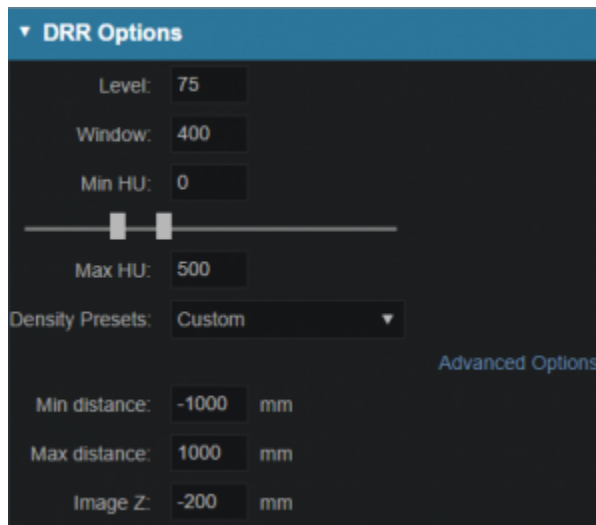 DRR Options
Level: 75
Window: 400
Min HU: 0
Max HU: 500
Density Presets: Custom
Advanced Options
Min distance: -1000 mm
Max distance: 1000 mm
Image Z: -200 mm